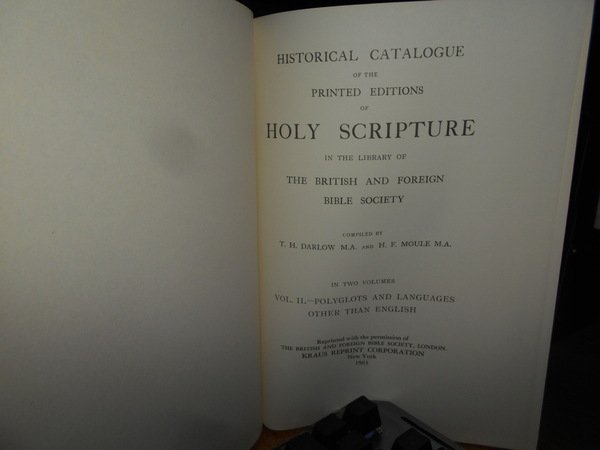 HISTORICAL CATALOGUE
OF THE
PRINTED EDITIONS
OF
HOLY SCRIPTURE
IN THE LIBRARY OF
THE BRITISH AND FOREIGN
BIBLE SOCIETY
COMPILED BY
T. H. DARLOW M.A. AND H. F. MOULE M.A.
IN TWO VOLUMES
VOL. II.—POLYGLOTS AND LANGUAGES
OTHER THAN ENGLISH
Reprinted with the permission of
THE BRITISH AND FOREIGN BIBLE SOCIETY, LONDON
KRAUS REPRINT CORPORATION
New York
1963